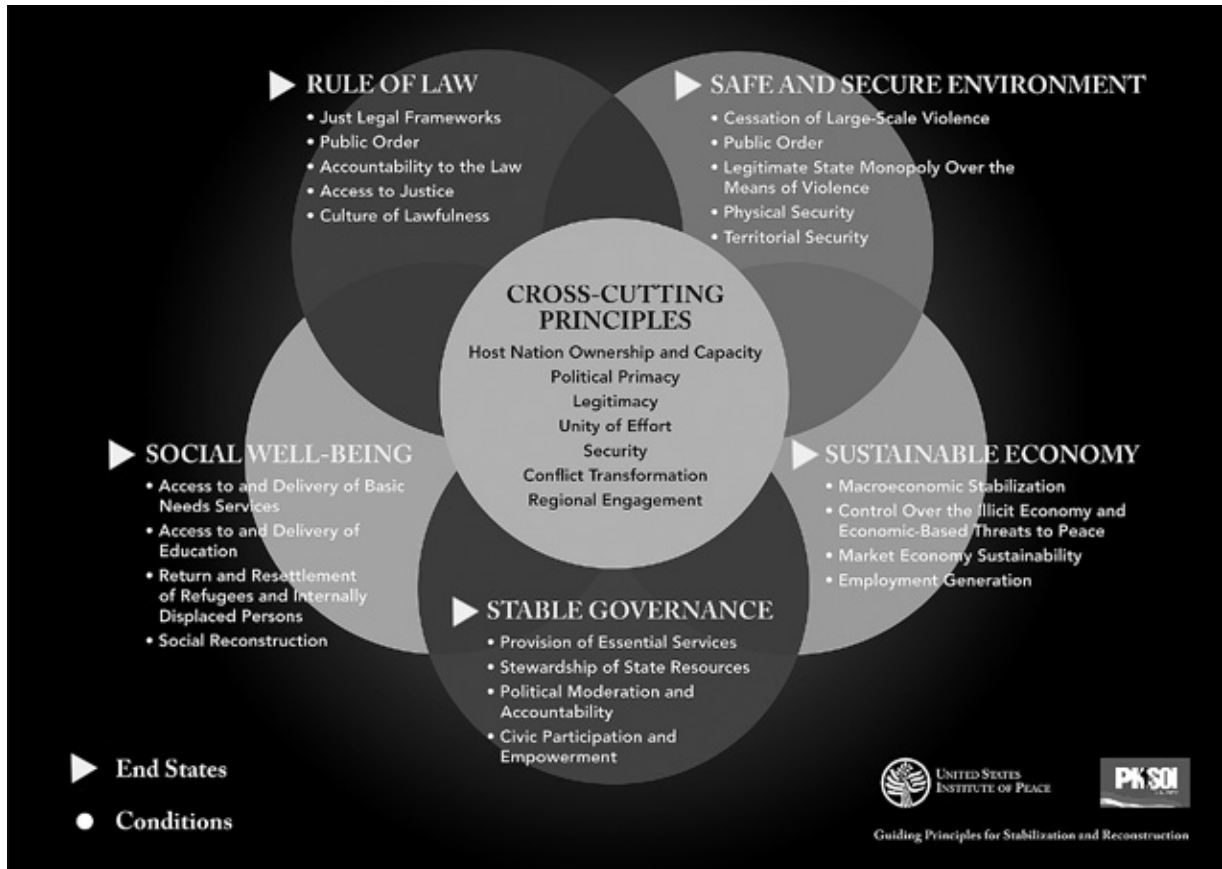 RULE OF LAW
• Just Legal Frameworks
• Public Order
• Accountability to the Law
• Access to Justice
• Culture of Lawfulness
SAFE AND SECURE ENVIRONMENT
• Cessation of Large-Scale Violence
• Public Order
• Legitimate State Monopoly Over the
Means of Violence
• Physical Security
• Territorial Security
CROSS-CUTTING
PRINCIPLES
Host Nation Ownership and Capacity
Political Primacy
Legitimacy
Unity of Effort
Security
Conflict Transformation
Regional Engagement
SOCIAL WELL-BEING
• Access to and Delivery of Basic
Needs Services
• Access to and Delivery of
Education
• Return and Resettlement
of Refugees and Internally
Displaced Persons
• Social Reconstruction
SUSTAINABLE ECONOMY
• Macroeconomic Stabilization
• Control Over the Illicit Economy and
Economic-Based Threats to Peace
• Market Economy Sustainability
• Employment Generation
STABLE GOVERNANCE
• Provision of Essential Services
• Stewardship of State Resources
• Political Moderation and
Accountability
• Civic Participation and
Empowerment
End States
Conditions
UNITED STATES
INSTITUTE OF PEACE
PKSOI
Guiding Principles for Stabilization and Reconstruction